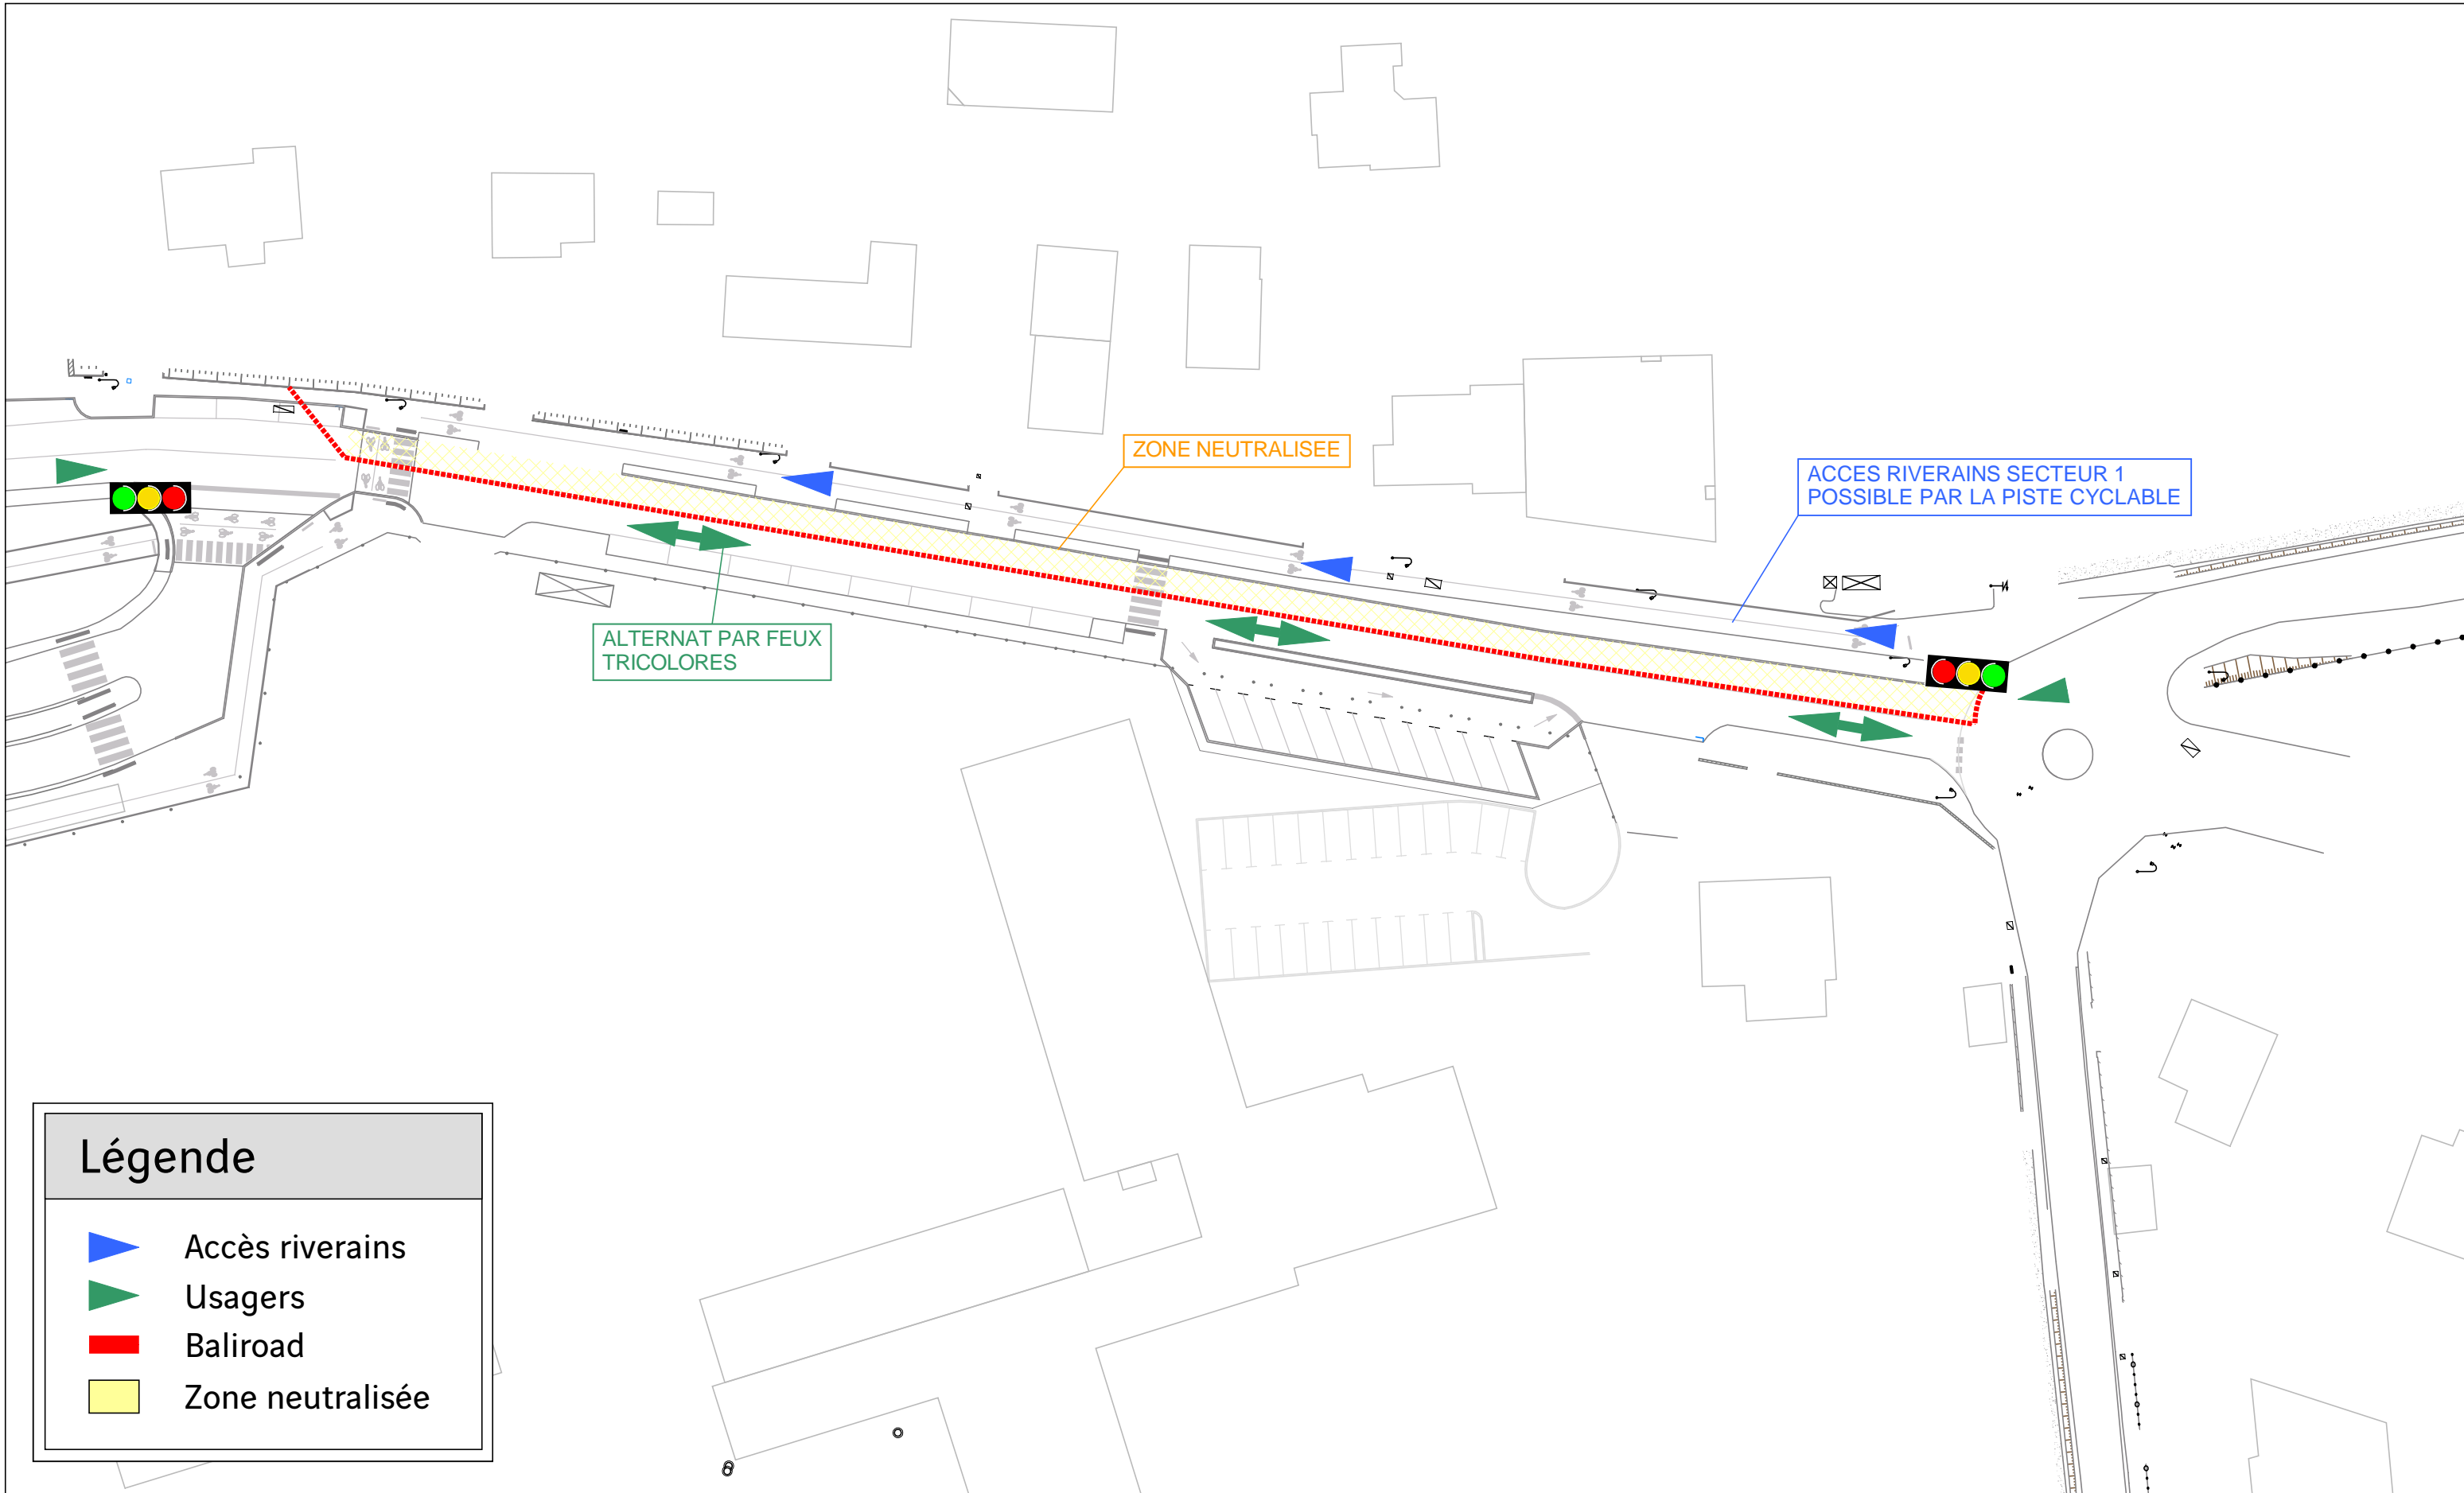 ZONE NEUTRALISEE
ACCES RIVERAINS SECTEUR 1
POSSIBLE PAR LA PISTE CYCLABLE
ALTERNAT PAR FEUX
TRICOLORES
Légende
Accès riverains
Usagers
Baliroad
Zone neutralisée